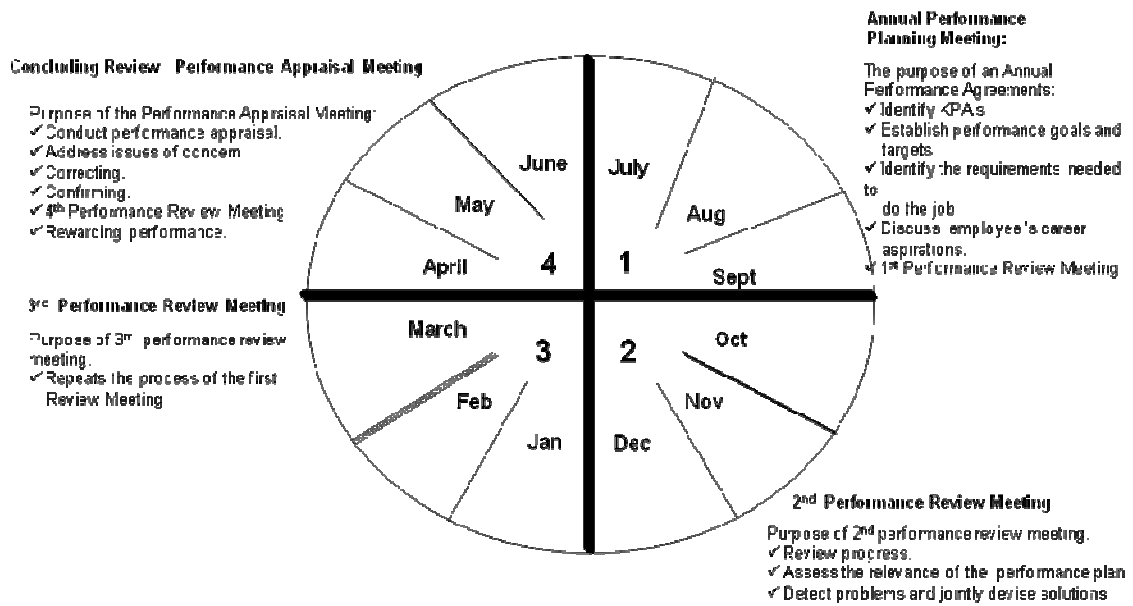 Annual Performance
Planning Meeting:
The purpose of an Annual
Performance Agreements:
✓ Identify KPAs
✓ Establish performance goals and
targets
✓ Identify the requirements needed
to
do the job
✓ Discuss employee's career
aspirations.
✓ 1st Performance Review Meeting
Concluding Review Performance Appraisal Meeting
Purpose of the Performance Appraisal Meeting:
✓ Conduct performance appraisal.
✓ Address issues of concern
✓ Correcting.
✓ Confirming.
✓ 4th Performance Review Meeting
✓ Rewarding performance.
June
July
May
Aug
April
4
1
Sept
3rd Performance Review Meeting
Purpose of 3rd performance review
meeting.
✓ Repeats the process of the first
Review Meeting
March
3
2
Oct
Feb
Nov
Jan
Dec
2nd Performance Review Meeting
Purpose of 2nd performance review meeting.
✓ Review progress.
✓ Assess the relevance of the performance plan
✓ Detect problems and jointly devise solutions